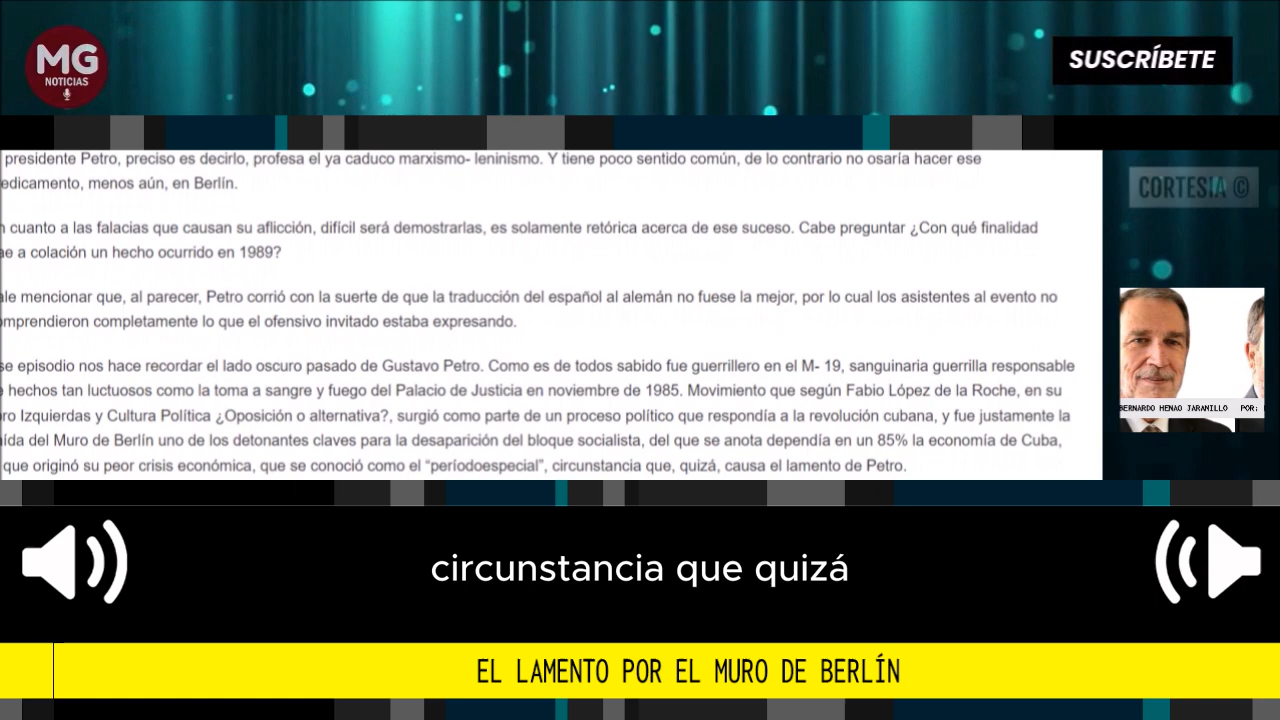 MG
NOTICIAS
SUSCRÍBETE
presidente Petro, preciso es decirlo, profesa el ya caduco marxismo- leninismo. Y tiene poco sentido común, de lo contrario no osaría hacer ese
edicamento, menos aún, en Berlín.
n cuanto a las falacias que causan su aflicción, difícil será demostrarlas, es solamente retórica acerca de ese suceso. Cabe preguntar ¿Con qué finalidad
ae a colación un hecho ocurrido en 1989?
ale mencionar que, al parecer, Petro corrió con la suerte de que la traducción del español al alemán no fuese la mejor, por lo cual los asistentes al evento no
omprendieron completamente lo que el ofensivo invitado estaba expresando.
se episodio nos hace recordar el lado oscuro pasado de Gustavo Petro. Como es de todos sabido fue guerrillero en el M- 19, sanguinaria guerrilla responsable
hechos tan luctuosos como la toma a sangre y fuego del Palacio de Justicia en noviembre de 1985. Movimiento que según Fabio López de la Roche, en su
ro Izquierdas y Cultura Política ¿Oposición o alternativa?, surgió como parte de un proceso político que respondía a la revolución cubana, y fue justamente la
aída del Muro de Berlín uno de los detonantes claves para la desaparición del bloque socialista, del que se anota dependía en un 85% la economía de Cuba,
que originó su peor crisis económica, que se conoció como el “períodoespecial”, circunstancia que, quizá, causa el lamento de Petro.
CORTESIA ©
BERNARDO HENAO JARAMILLO POR:
circunstancia que quizá
EL LAMENTO POR EL MURO DE BERLÍN